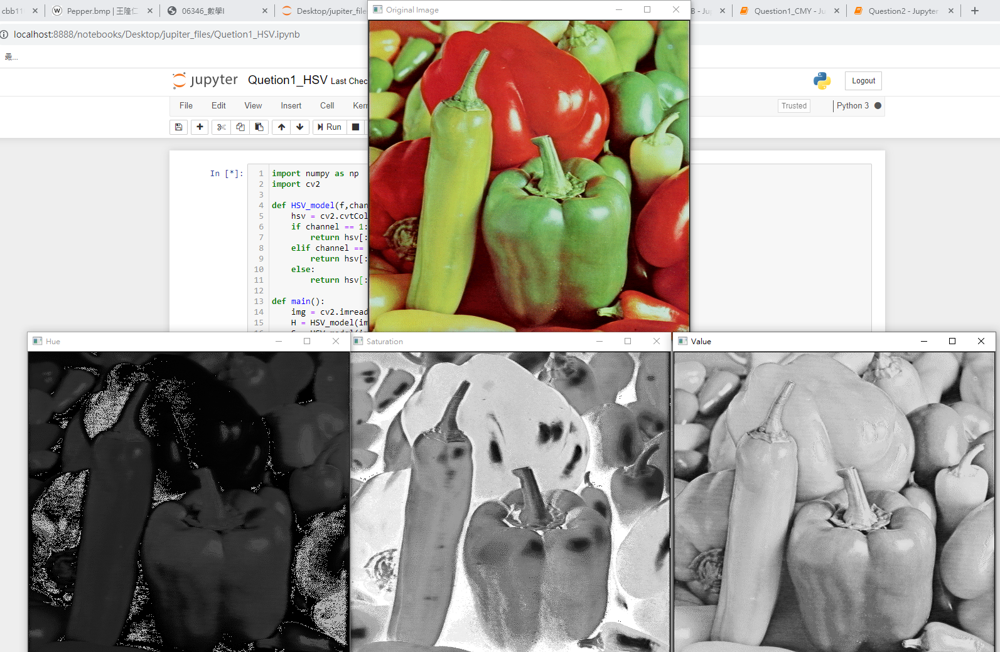 cbb11
Pepper.bmp | 王隆仁
06346_數學I
Desktop/jupiter_file
Original Image
B - Ju
Question1_CMY - Ju
Question2 - Jupyter
localhost:8888/notebooks/Desktop/jupiter_files/Quetion1_HSV.ipynb
最...
jupyter
Quetion1_HSV Last Chec
Logout
File
Edit
View
Insert
Cell
Kern
Trusted
Python 3
Run
In [*]:
1 import numpy as np
2 import cv2
3
4 def HSV_model(f,chan
5 hsv = cv2.cvtCol
6 if channel == 1:
7 return hsv[:
8 elif channel ==
9 return hsv[:
10 else:
11 return hsv[:
12
13 def main():
14 img = cv2.imread
15 H = HSV_model(im
Hue
Saturation
Value